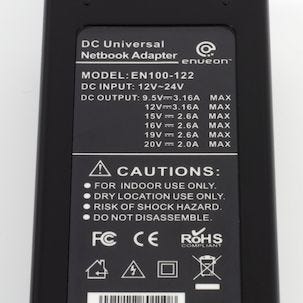 DC Universal
Netbook Adapter
enveon
MODEL: EN100-122
DC INPUT: 12V~24V
DC OUTPUT: 9.5V⎓3.16A MAX
12V⎓3.16A MAX
15V⎓2.6A MAX
16V⎓2.6A MAX
19V⎓2.6A MAX
20V⎓2.0A MAX
CAUTIONS:
● FOR INDOOR USE ONLY.
● DRY LOCATION USE ONLY.
● RISK OF SHOCK HAZARD.
● DO NOT DISASSEMBLE.
FC CE RoHS
COMPLIANT